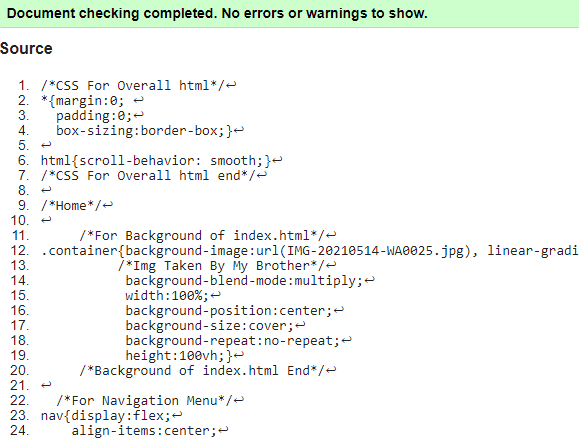 Document checking completed. No errors or warnings to show.
Source
1. /*CSS For Overall html*/↩
2. *{margin:0; ↩
3. padding:0;↩
4. box-sizing:border-box;}↩
5. ↩
6. html{scroll-behavior: smooth;}↩
7. /*CSS For Overall html end*/↩
8. ↩
9. /*Home*/↩
10. ↩
11. /*For Background of index.html*/↩
12. .container{background-image:url(IMG-20210514-WA0025.jpg), linear-gradi
13. /*Img Taken By My Brother*/↩
14. background-blend-mode:multiply;↩
15. width:100%;↩
16. background-position:center;↩
17. background-size:cover;↩
18. background-repeat:no-repeat;↩
19. height:100vh;}↩
20. /*Background of index.html End*/↩
21. ↩
22. /*For Navigation Menu*/↩
23. nav{display:flex;↩
24. align-items:center;↩